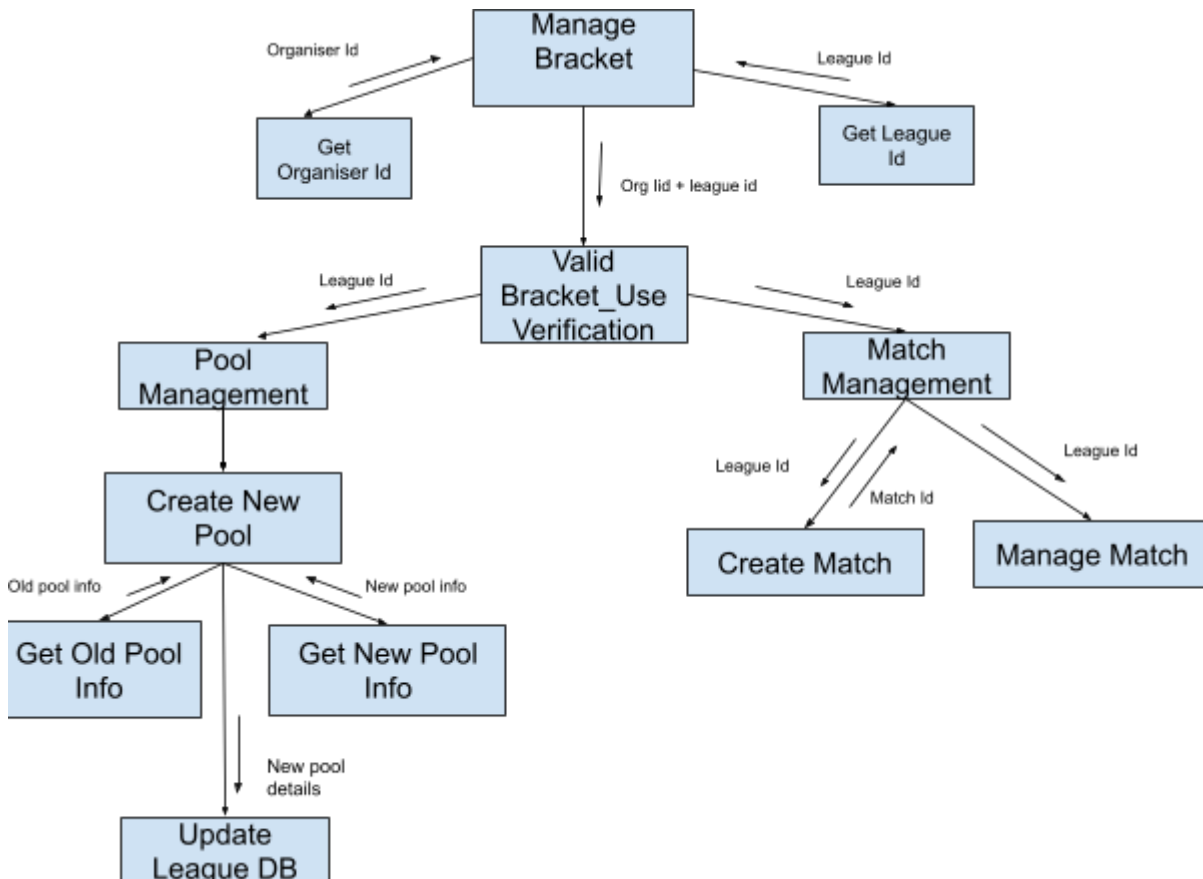 Manage
Bracket
Organiser Id
League Id
Get
Organiser Id
Get League
Id
Org Iid + league id
Valid
Bracket_Use
Verification
League Id
League Id
Pool
Management
Match
Management
League Id
Match Id
League Id
Create New
Pool
Create Match
Manage Match
Old pool info
New pool info
Get Old Pool
Info
Get New Pool
Info
New pool
details
Update
League DB